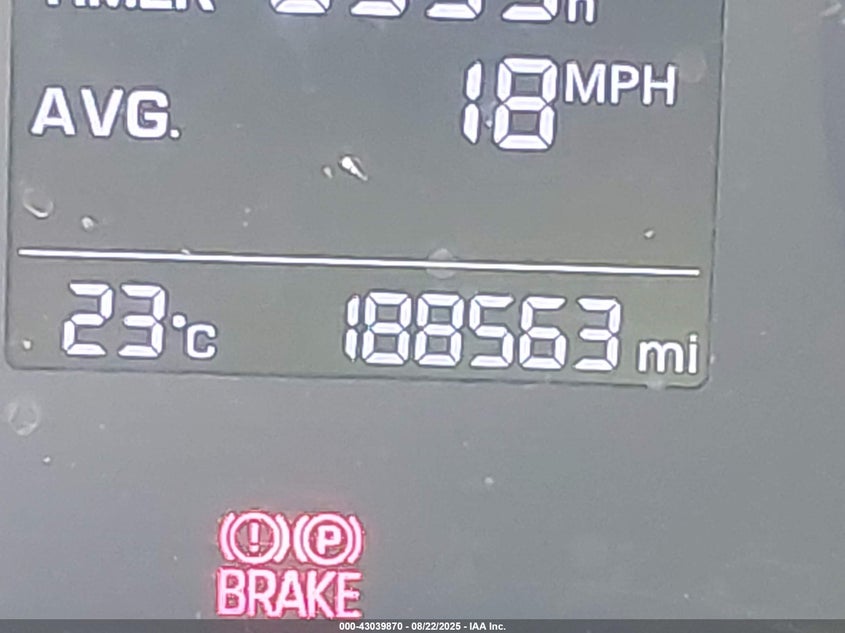 AVG. 18 MPH
23°C 188563 mi
(!) (P)
BRAKE
000-43039870 - 08/22/2025 - IAA Inc.